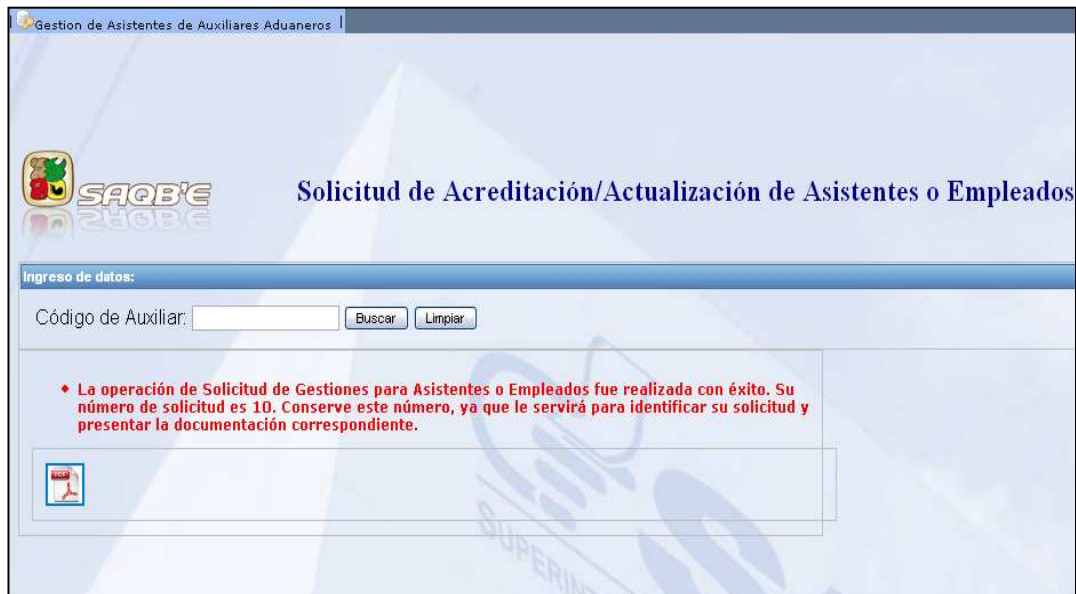 Gestion de Asistentes de Auxiliares Aduaneros
SAQB'E
Solicitud de Acreditación/Actualización de Asistentes o Empleados
Ingreso de datos:
Código de Auxiliar:
Buscar
Limpiar
La operación de Solicitud de Gestiones para Asistentes o Empleados fue realizada con éxito. Su
número de solicitud es 10. Conserve este número, ya que le servirá para identificar su solicitud y
presentar la documentación correspondiente.
PDF